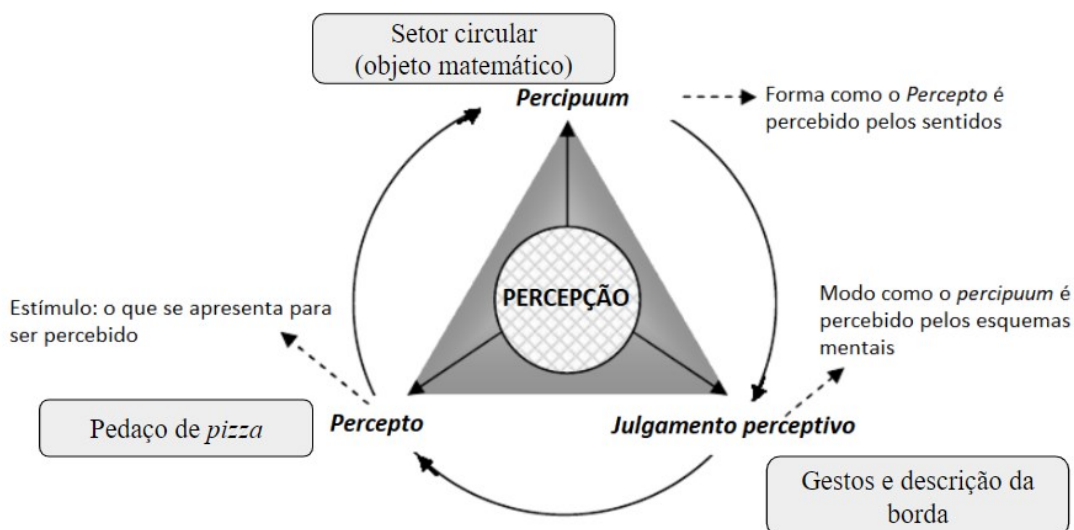 Setor circular
(objeto matemático)
Percipuum
Forma como o Percepto é
percebido pelos sentidos
PERCEPÇÃO
Estímulo: o que se apresenta para
ser percebido
Modo como o percipuum é
percebido pelos esquemas
mentais
Pedaço de pizza
Percepto
Julgamento perceptivo
Gestos e descrição da
borda